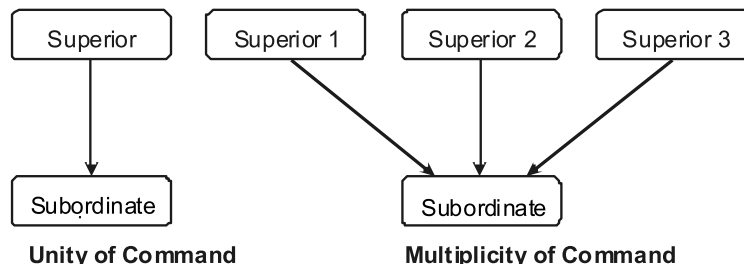 Superior
Superior 1
Superior 2
Superior 3
Subordinate
Subordinate
Unity of Command
Multiplicity of Command